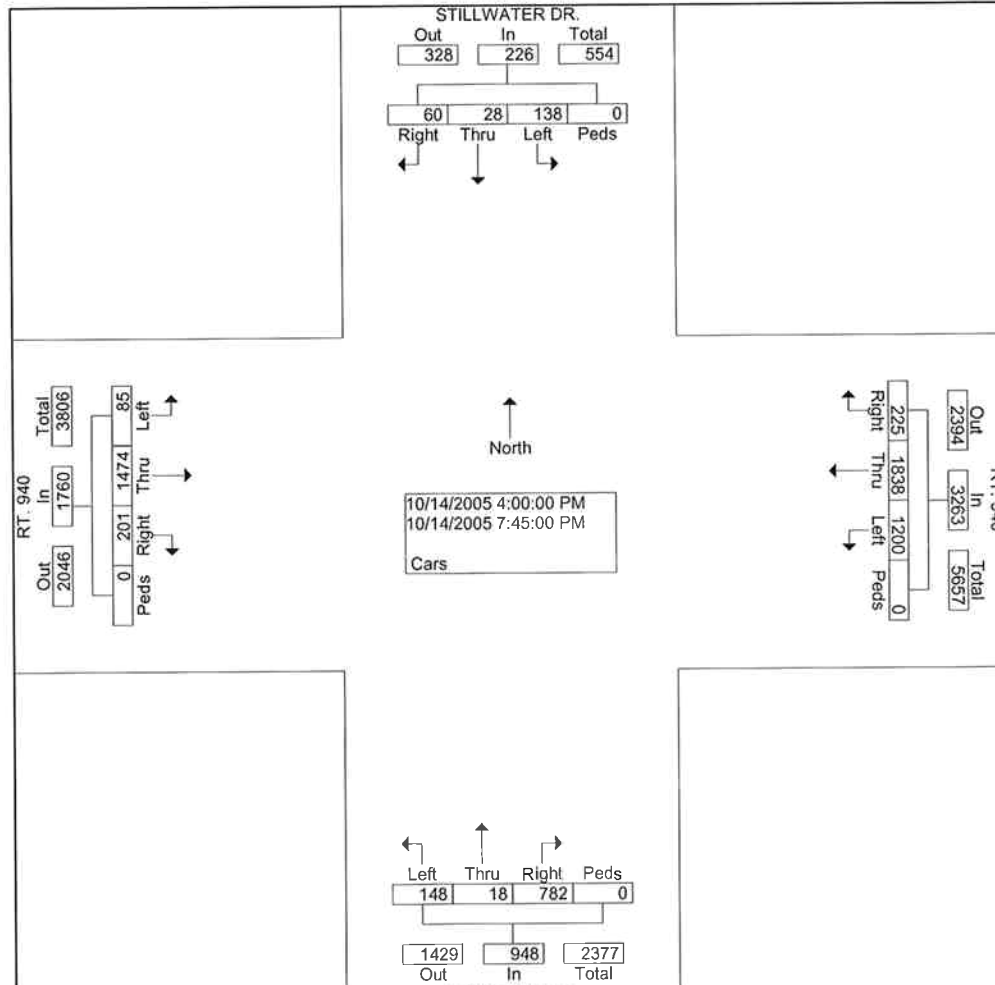 STILLWATER DR.
Out In Total
328 226 554
60 28 138 0
Right Thru Left Peds
RT. 940
Total In Out
3806 1760 2046
85 1474 201 0
Left Thru Right Peds
North
10/14/2005 4:00:00 PM
10/14/2005 7:45:00 PM
Cars
Right Thru Left Peds
225 1838 1200 0
Out In Total
2394 3263 5657
Left Thru Right Peds
148 18 782 0
1429 948 2377
Out In Total